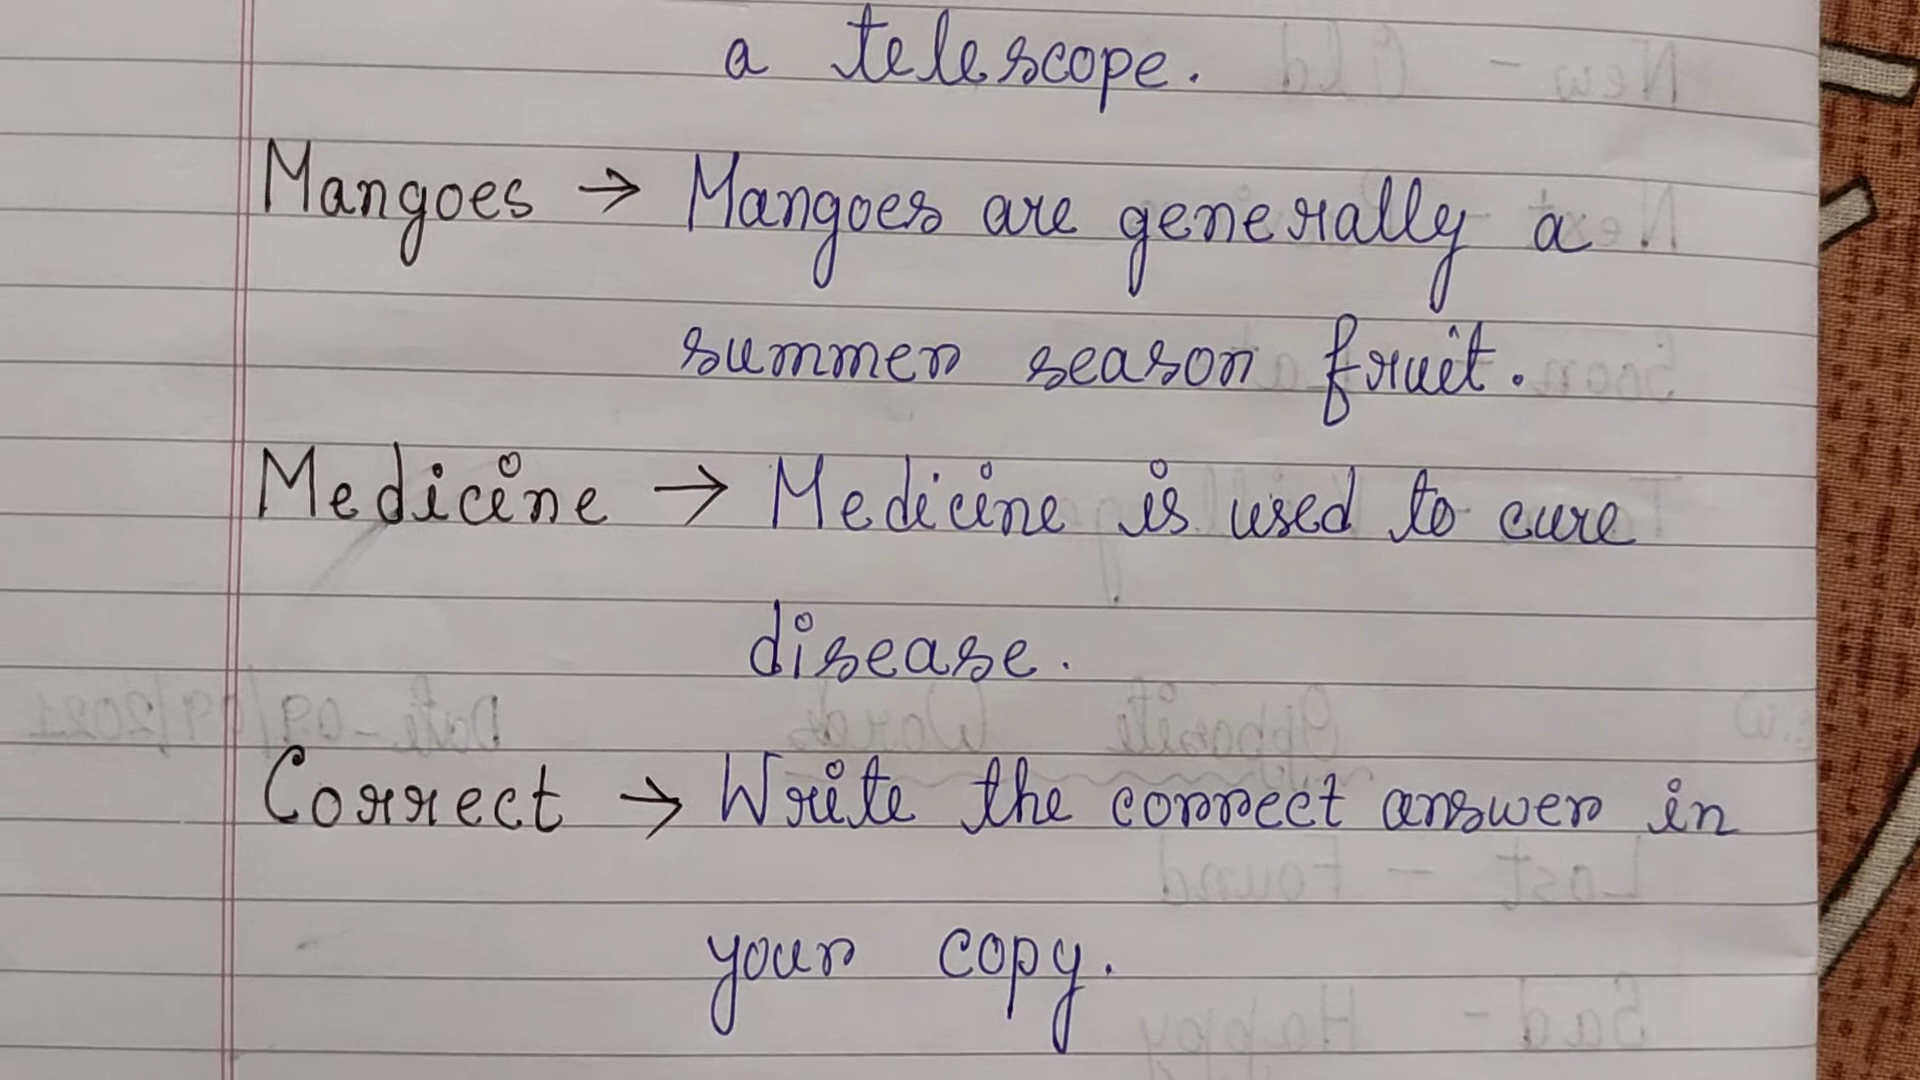 a telescope.
Mangoes → Mangoes are generally a
summer season fruit.
Medicine → Medicine is used to cure
disease.
Correct → Write the correct answer in
your copy.